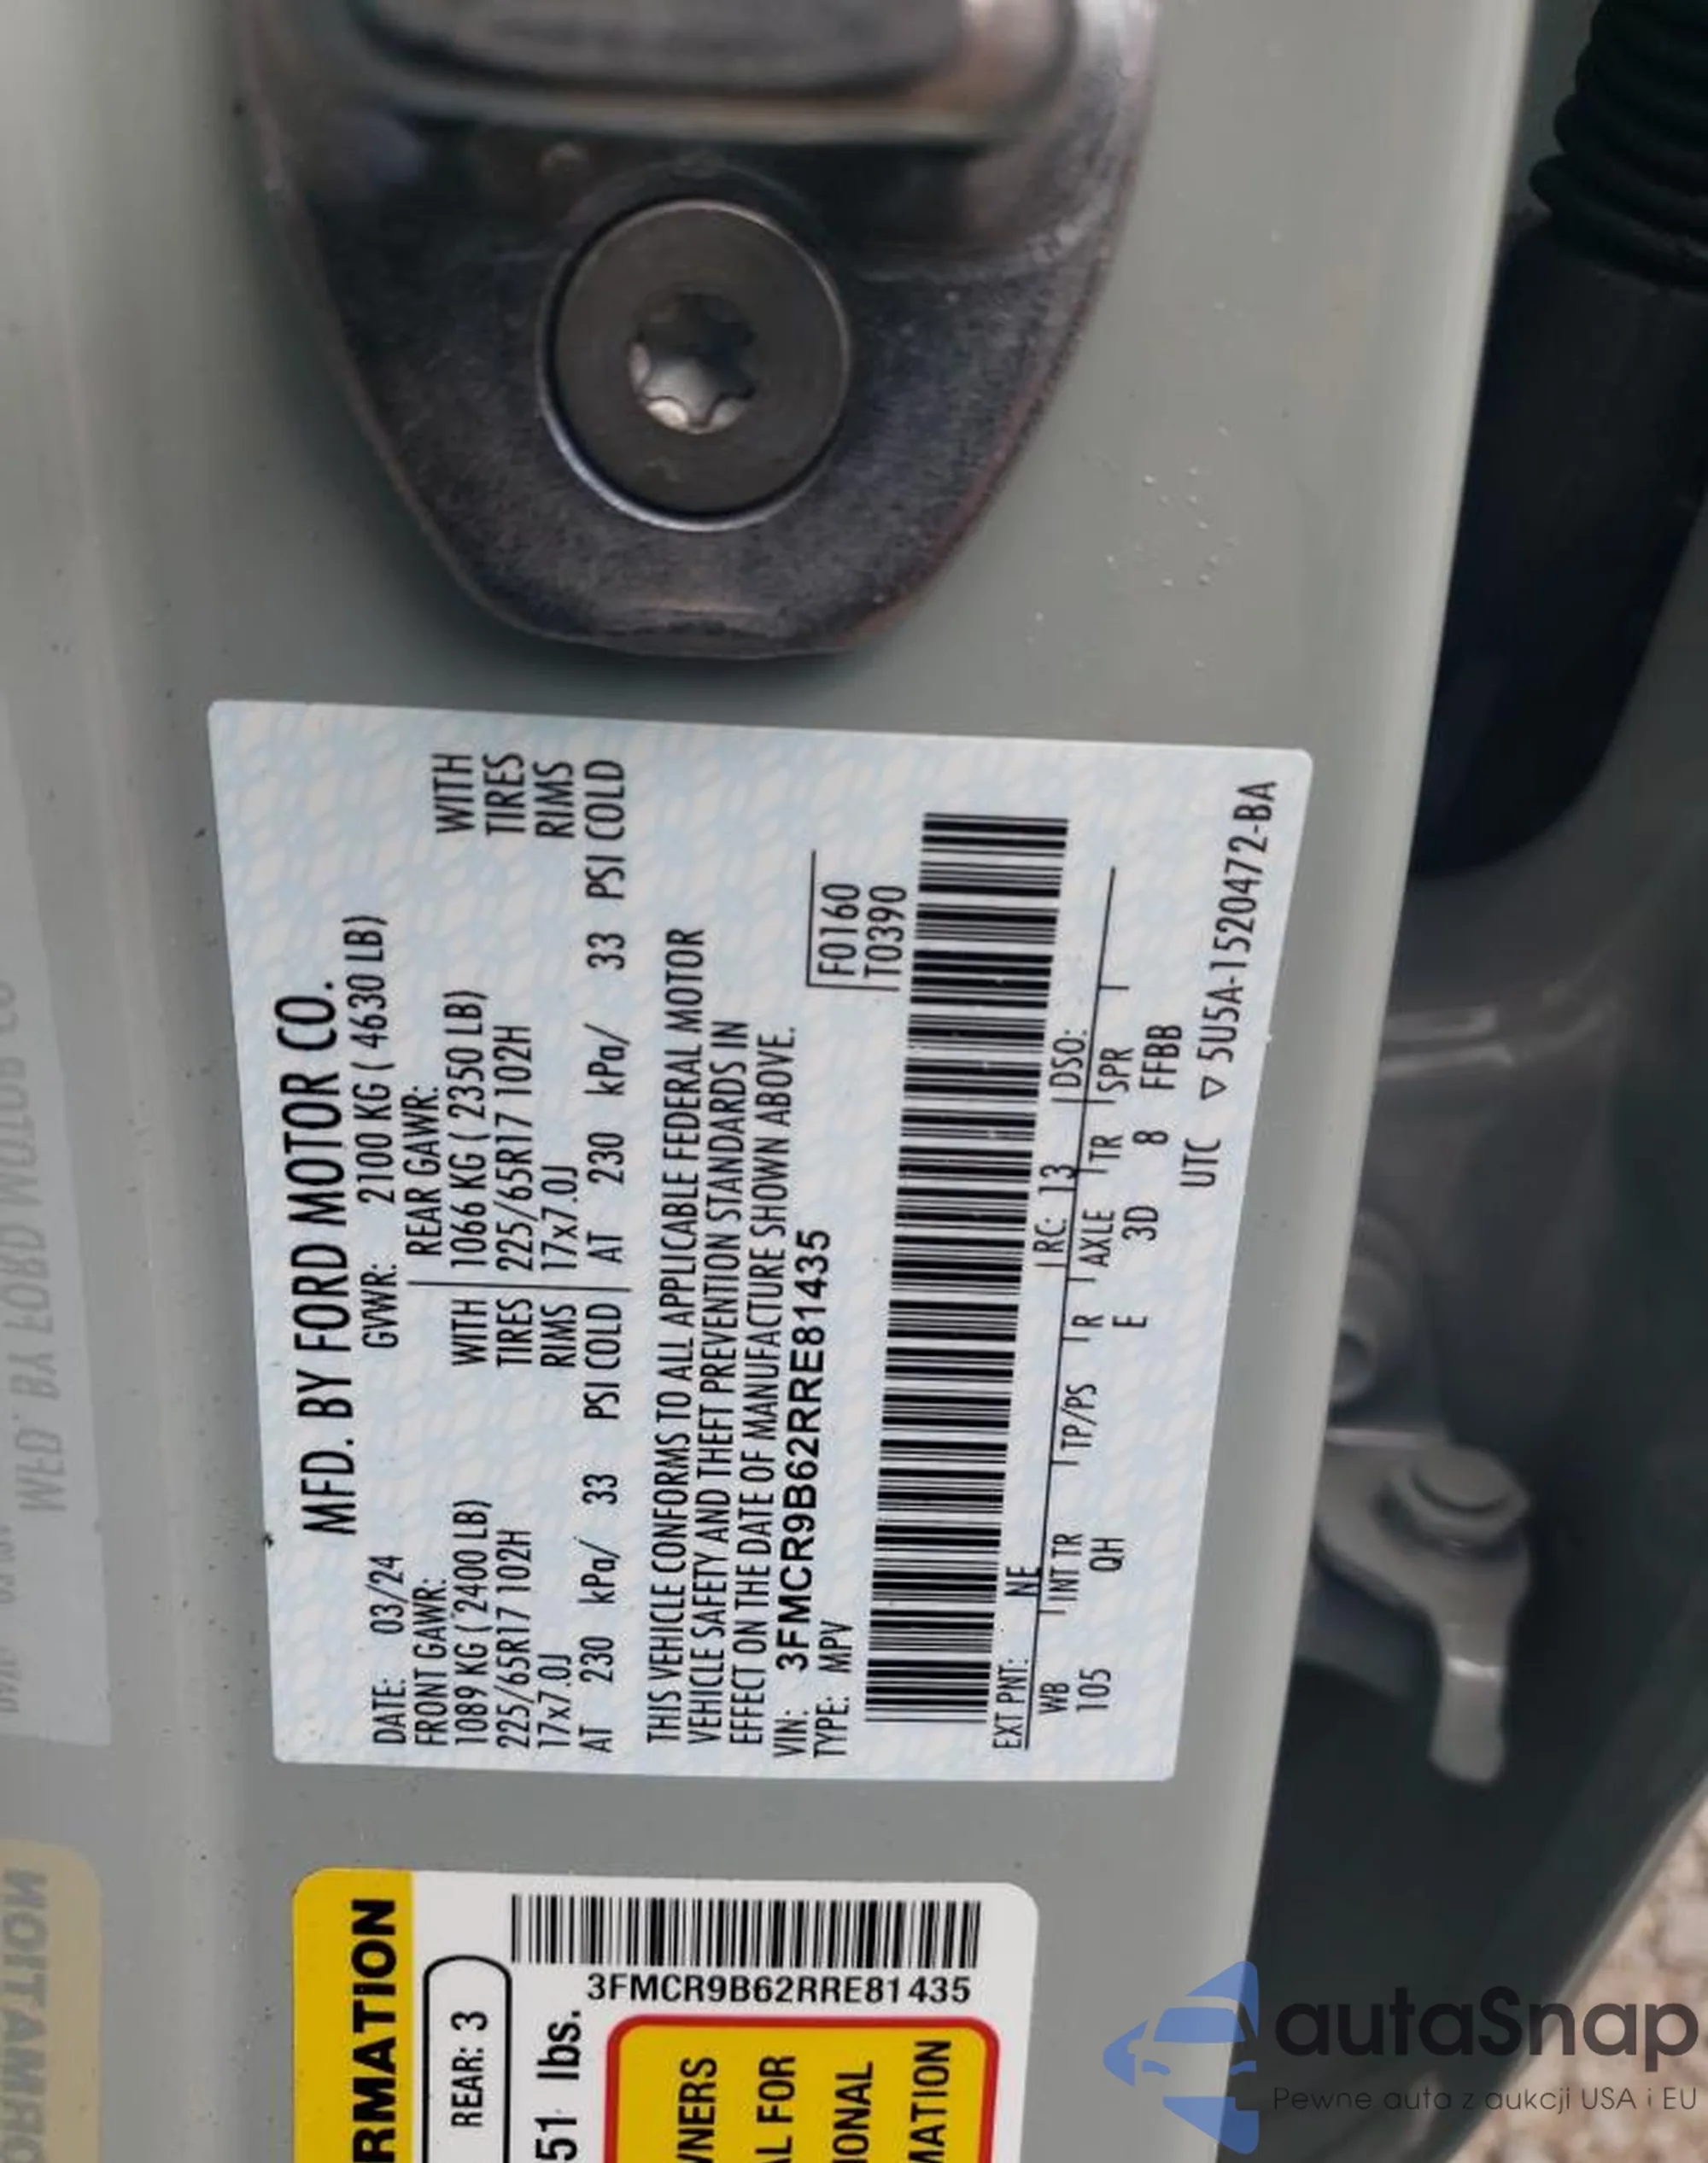 MFD. BY FORD MOTOR CO.
DATE: 03/24 GVWR: 2100 KG ( 4630 LB)
FRONT GAWR: REAR GAWR:
1089 KG ( 2400 LB) WITH 1066 KG ( 2350 LB) WITH
225/65R17 102H TIRES 225/65R17 102H TIRES
17x7.0J RIMS 17x7.0J RIMS
AT 230 kPa/ 33 PSI COLD AT 230 kPa/ 33 PSI COLD
THIS VEHICLE CONFORMS TO ALL APPLICABLE FEDERAL MOTOR
VEHICLE SAFETY AND THEFT PREVENTION STANDARDS IN
EFFECT ON THE DATE OF MANUFACTURE SHOWN ABOVE.
VIN: 3FMCR9B62RRE81435
TYPE: MPV
F0160
T0390
EXT PNT: NE RC: 13 DSO:
WB INT TR TP/PS R AXLE TR SPR
105 QH E 3D 8 FFBB
UTC ▽ 5U5A-1520472-BA
RMATION
REAR: 3
51 lbs.
3FMCR9B62RRE81435
WNERS
AL FOR
IONAL
MATION
MFD. BY FORD MOTOR CO.
autaSnap
Pewne auta z aukcji USA i EU